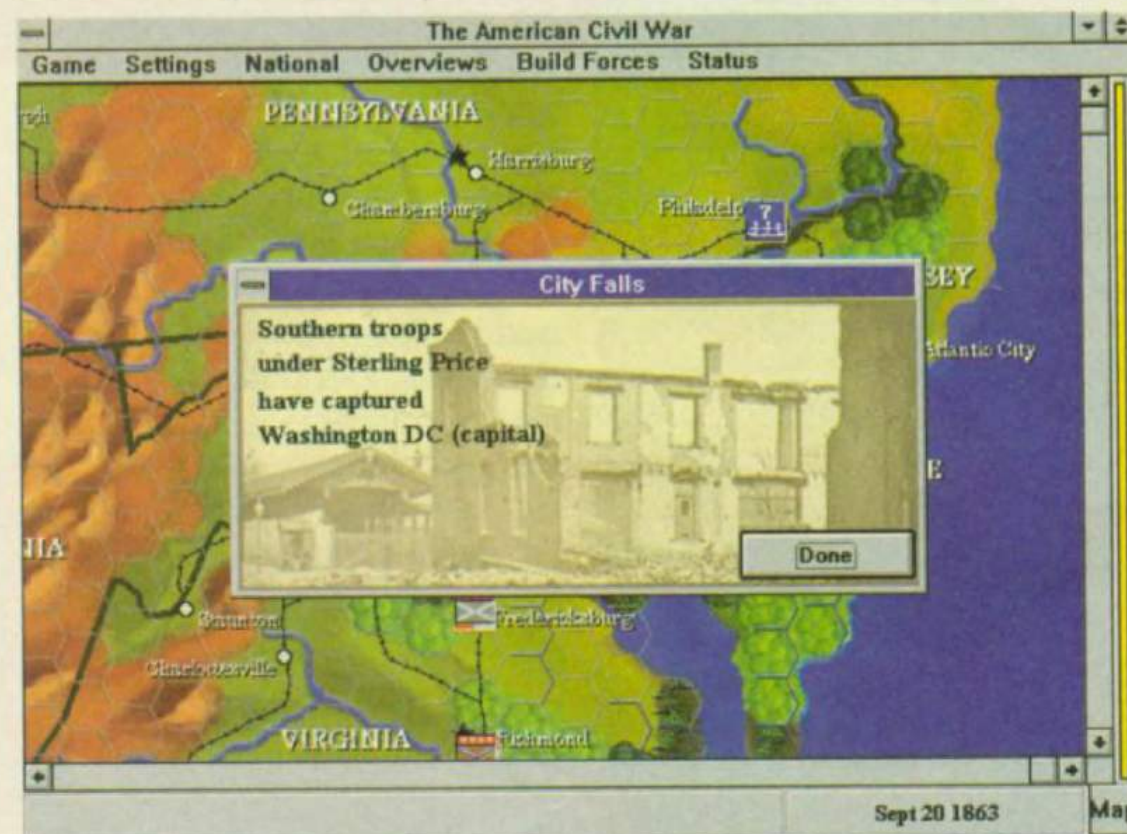 The American Civil War
Game Settings National Overviews Build Forces Status
PENNSYLVANIA
Harrisburg
Chambersburg
7
City Falls
Southern troops
under Sterling Price
have captured
Washington DC (capital)
Done
Atlantic City
Staunton
Fredericksburg
Charlottesville
VIRGINIA
Richmond
Sept 20 1863